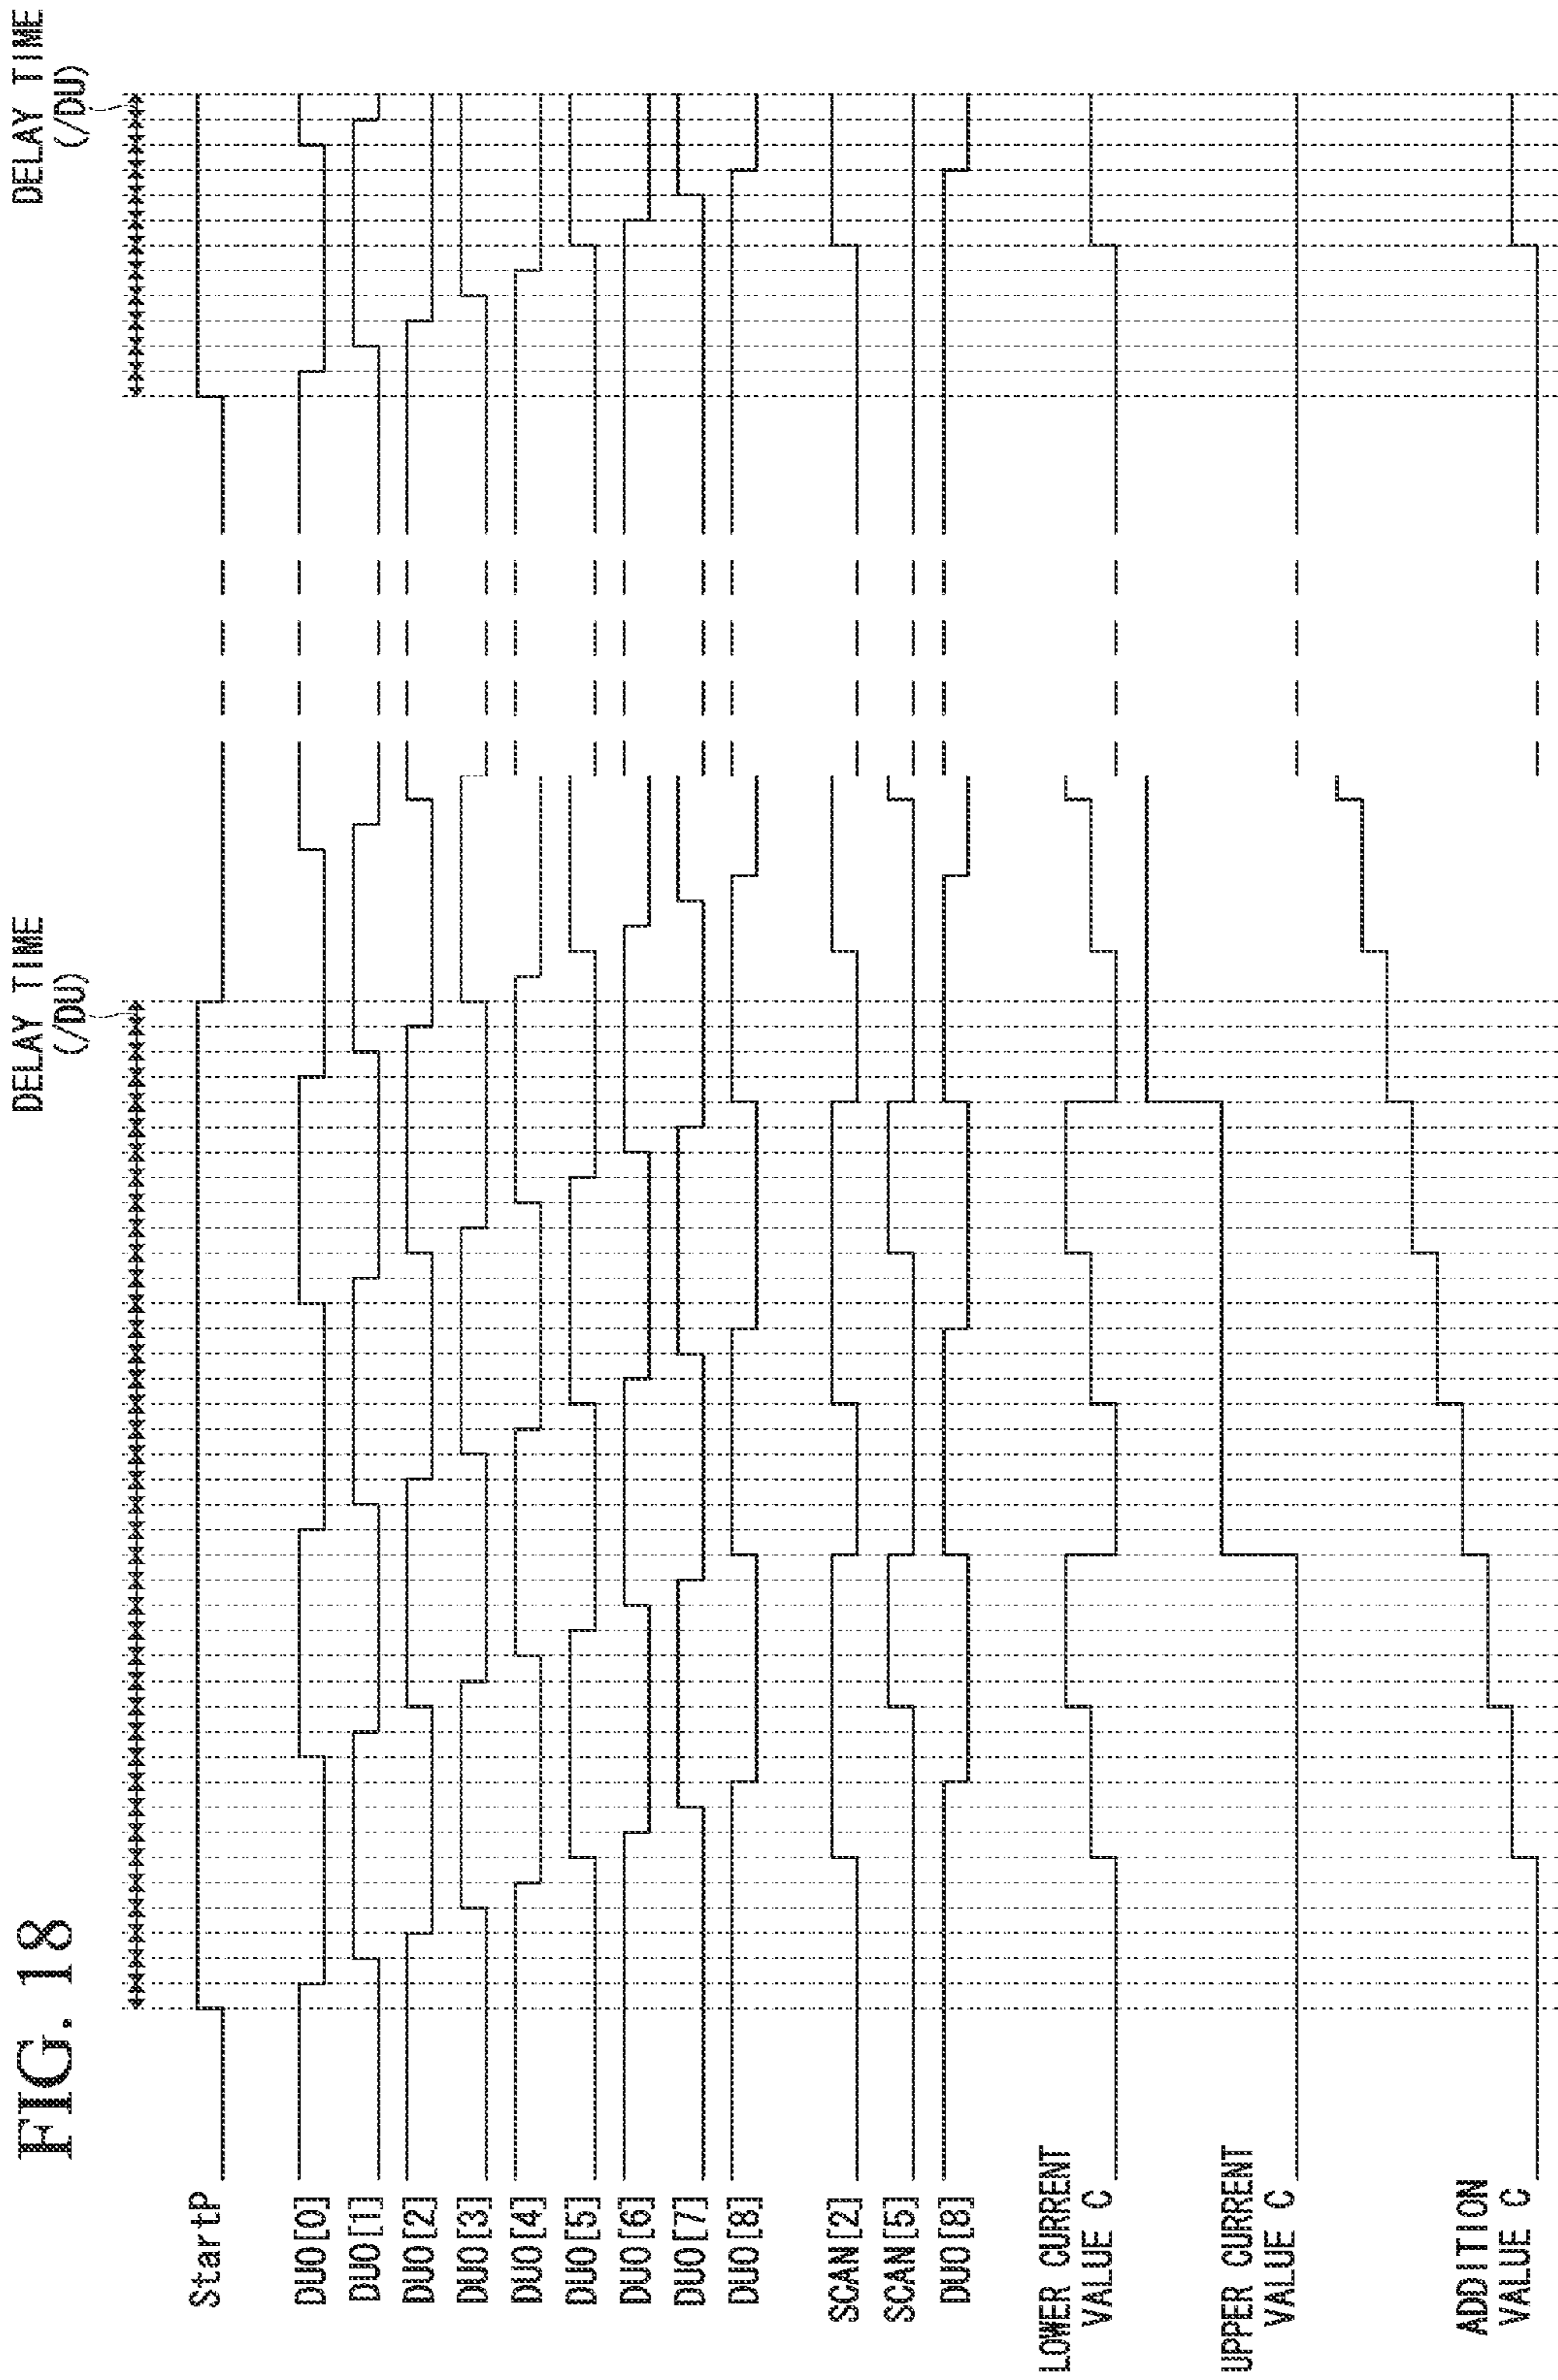 FIG. 18
DELAY TIME
(/DU)
DELAY TIME
(/DU)
StartP
DUO[0]
DUO[1]
DUO[2]
DUO[3]
DUO[4]
DUO[5]
DUO[6]
DUO[7]
DUO[8]
SCAN[2]
SCAN[5]
DUO[8]
LOWER CURRENT
VALUE C
UPPER CURRENT
VALUE C
ADDITION
VALUE C